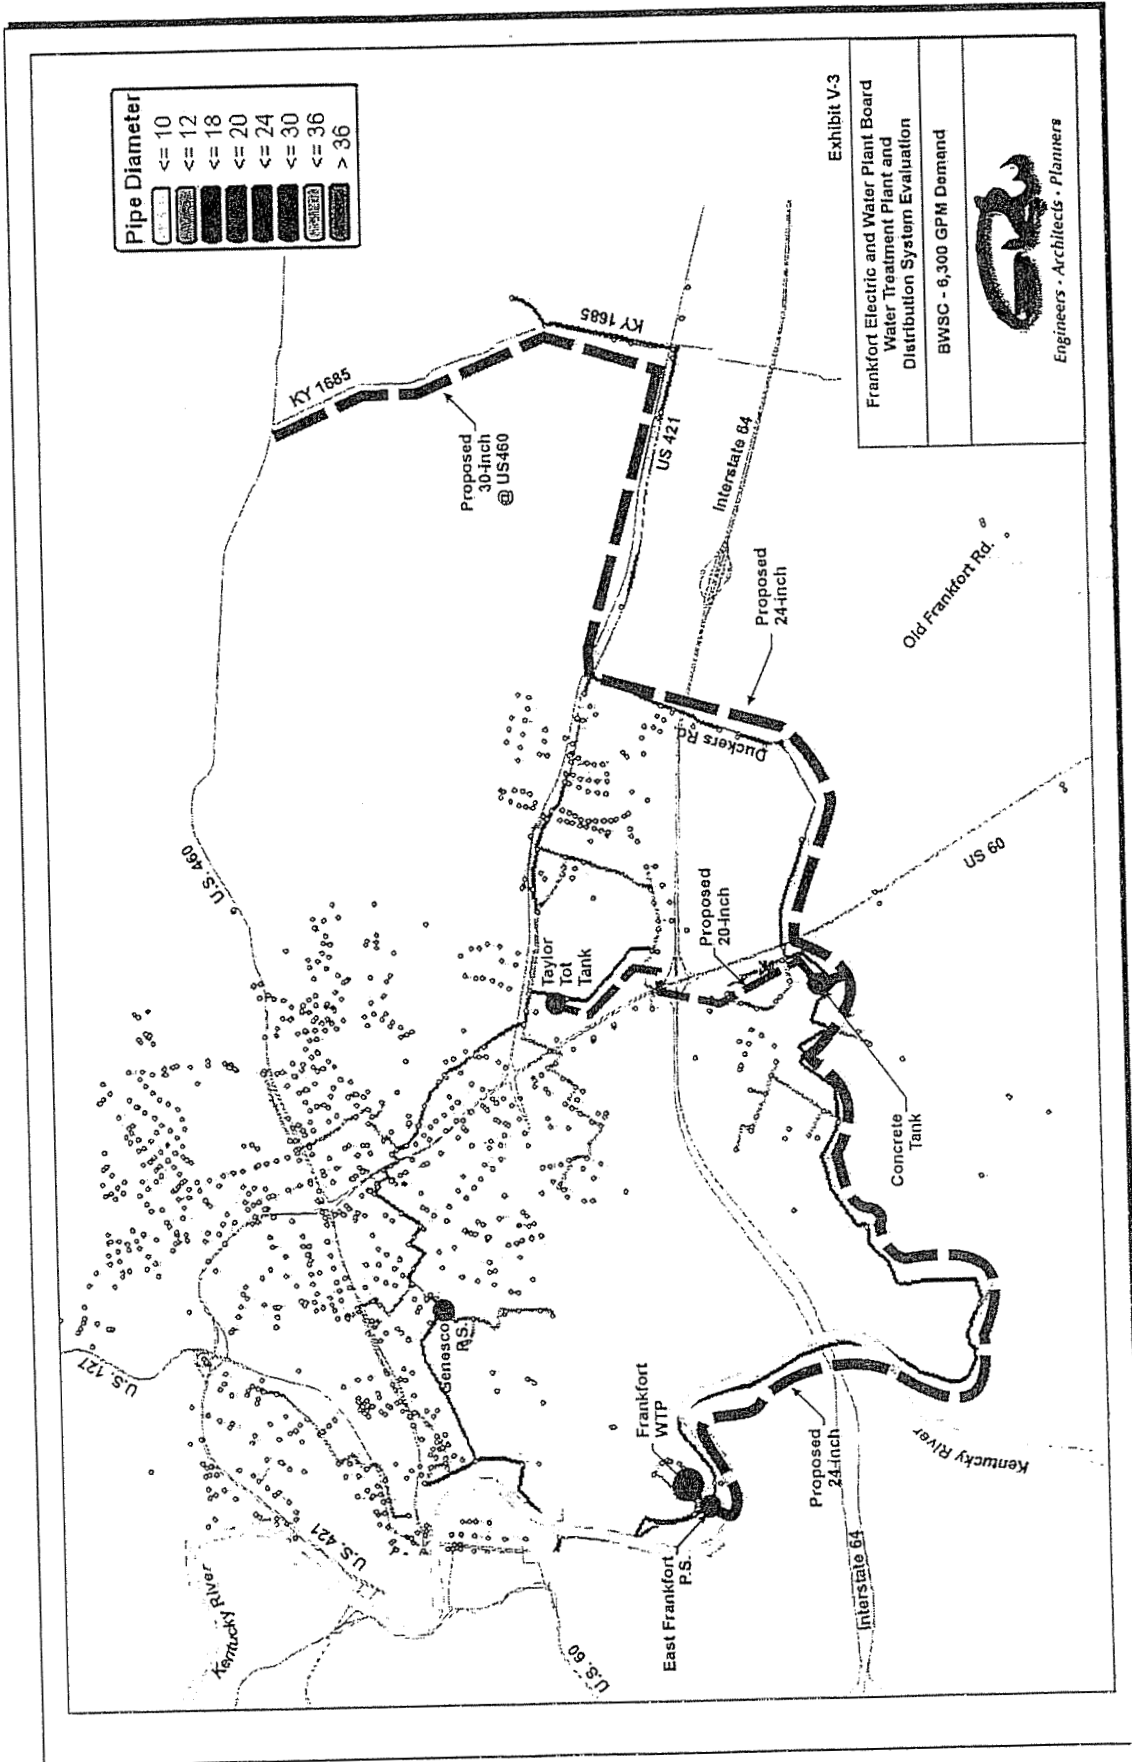 Pipe Diameter
<= 10
<= 12
<= 18
<= 20
<= 24
<= 30
<= 36
> 36
U.S. 127
U.S. 460
KY 1685
KY 1685
Proposed
30-inch
@ US460
Kentucky River
U.S. 421
Genesco
P.S.
Taylor
Tot
Tank
US 421
Interstate 64
U.S. 60
Frankfort
WTP
East Frankfort
P.S.
Proposed
20-inch
Duckers Rd.
Proposed
24-inch
Interstate 64
Proposed
24-inch
Kentucky River
Concrete
Tank
US 60
Old Frankfort Rd.
Exhibit V-3
Frankfort Electric and Water Plant Board
Water Treatment Plant and
Distribution System Evaluation
BWSC - 6,300 GPM Demand
Engineers · Architects · Planners